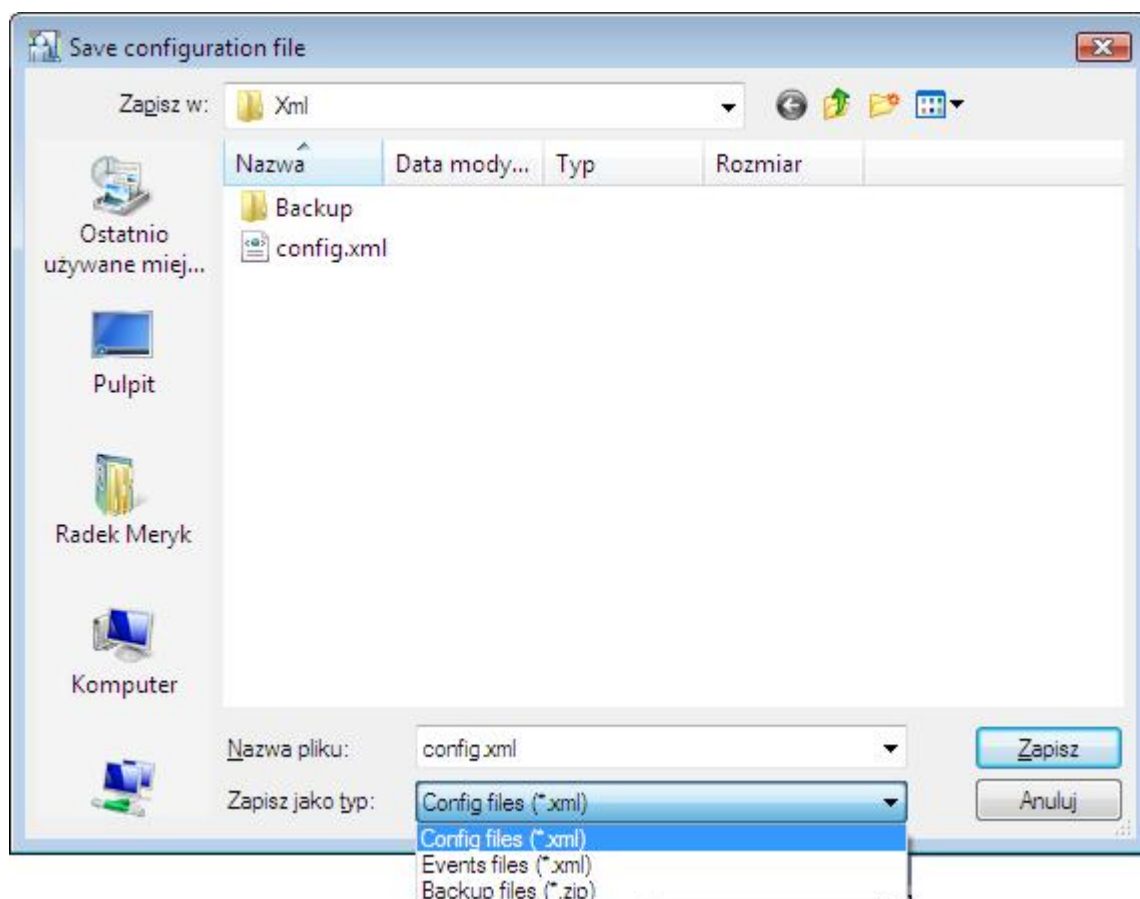 Save configuration file
Zapisz w: Xml
Nazwa Data mody... Typ Rozmiar
Backup
config.xml
Ostatnio
używane miej...
Pulpit
Radek Meryk
Komputer
Nazwa pliku: config.xml Zapisz
Zapisz jako typ: Config files (*.xml) Anuluj
Config files (*.xml)
Events files (*.xml)
Backup files (*.zip)